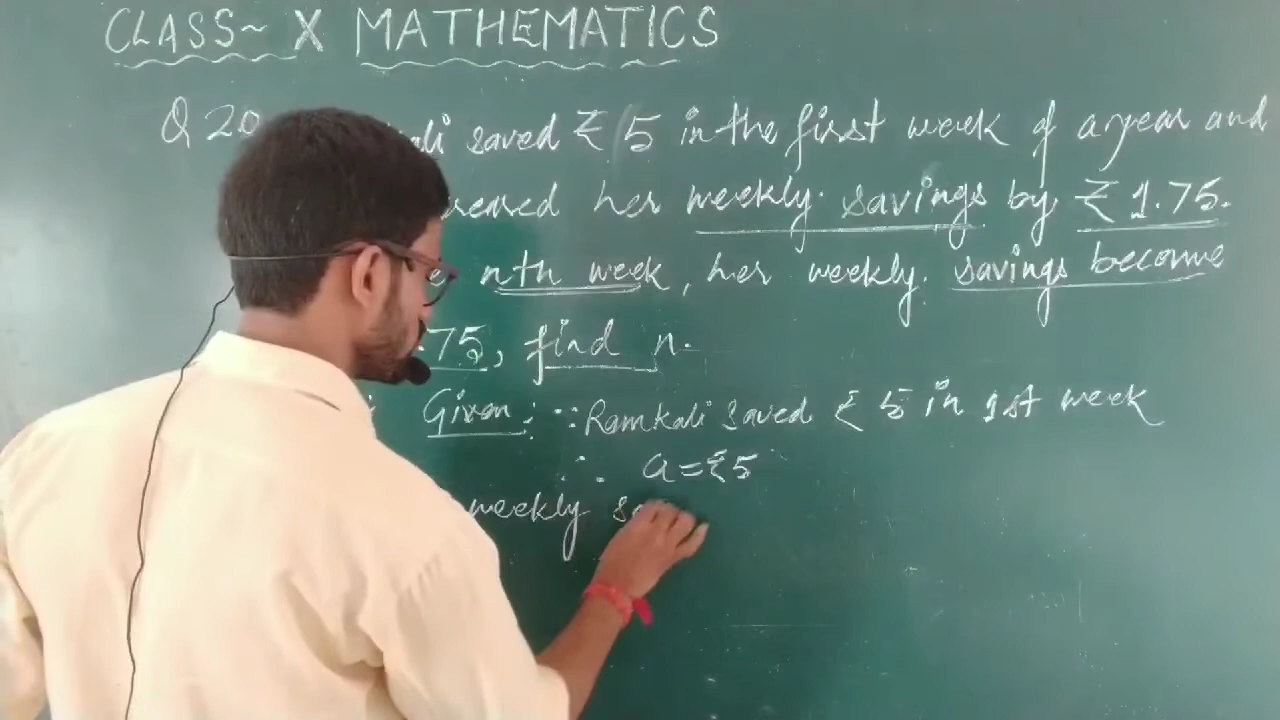 CLASS~ X MATHEMATICS
Q 20 saved ₹ 5 in the first week of a year and
her weekly savings by ₹ 1.75.
nth week, her weekly savings become
.75, find n.
Given: ∵ Ramkali saved ₹ 5 in 1st week
∴ a = ₹5
weekly